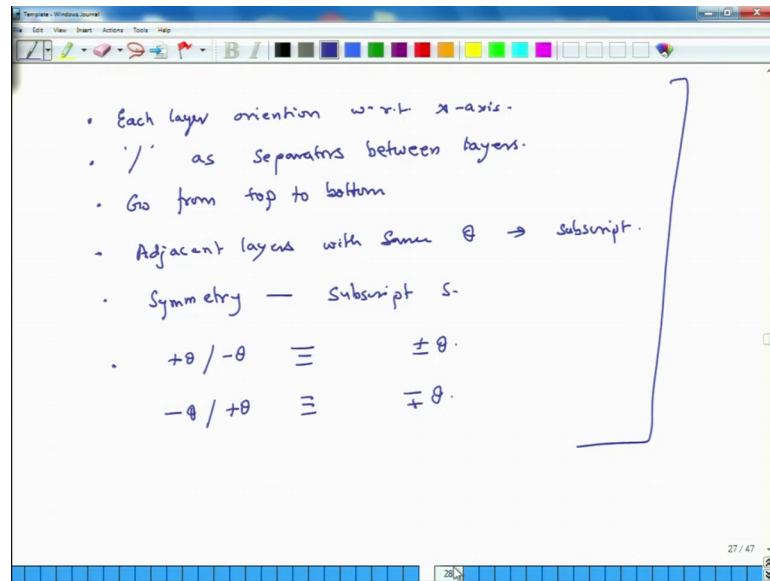 Template - Windows Journal
File Edit View Insert Actions Tools Help
• Each layer oriention w.r.t x-axis.
• '/' as separators between layers.
• Go from top to bottom
• Adjacent layers with same θ → subscript.
• Symmetry — Subscript s.
• +θ / -θ ≡ ± θ.
-θ / +θ ≡ ∓ θ.
27 / 47
28